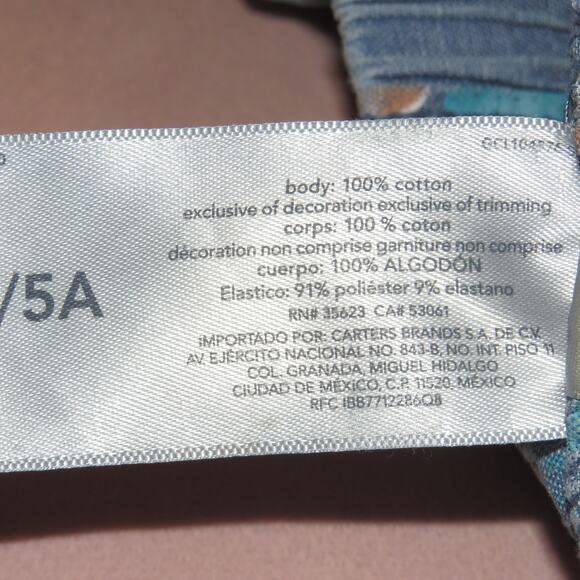 /5A
body: 100% cotton
exclusive of decoration exclusive of trimming
corps: 100 % coton
décoration non comprise garniture non comprise
cuerpo: 100% ALGODÓN
Elastico: 91% poliéster 9% elastano
RN# 35623 CA# 53061
IMPORTADO POR: CARTERS BRANDS S.A. DE C.V.
AV EJÉRCITO NACIONAL NO. 843-B, NO. INT. PISO 11
COL. GRANADA, MIGUEL HIDALGO
CIUDAD DE MÉXICO, C.P. 11520, MÉXICO
RFC IBB7712286Q8